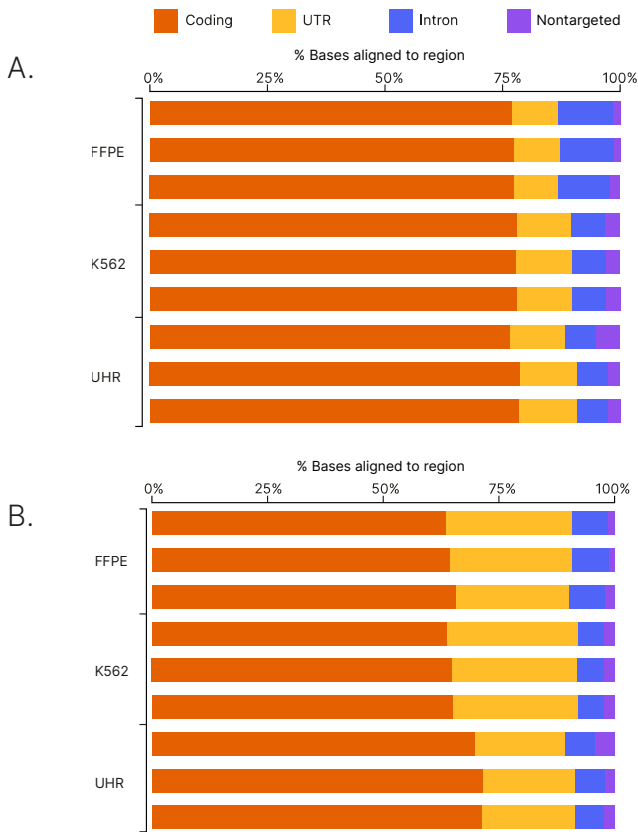 Coding UTR Intron Nontargeted
A.
% Bases aligned to region
0% 25% 50% 75% 100%
FFPE
K562
UHR
B.
% Bases aligned to region
0% 25% 50% 75% 100%
FFPE
K562
UHR